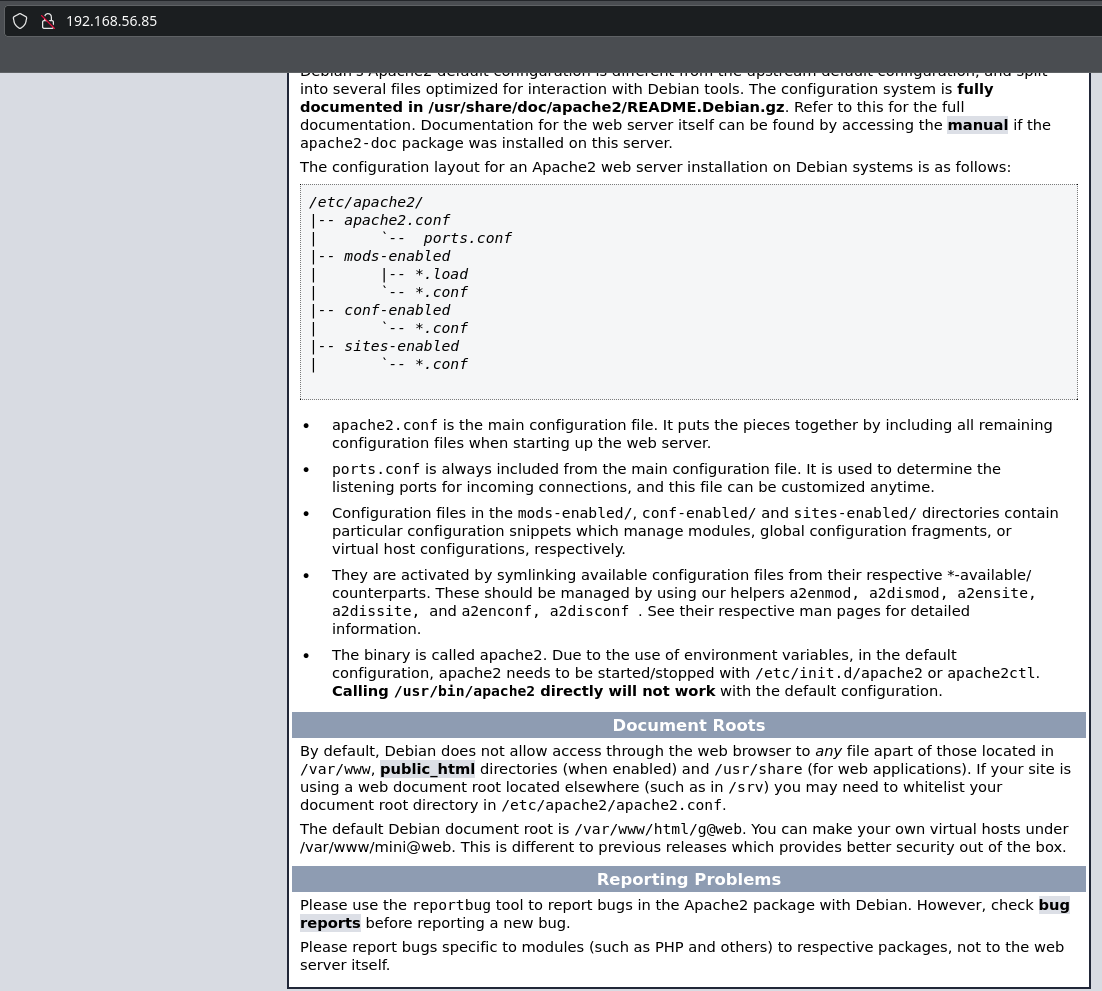 192.168.56.85
Debian's Apache2 default configuration is different from the upstream default configuration, and split
into several files optimized for interaction with Debian tools. The configuration system is fully
documented in /usr/share/doc/apache2/README.Debian.gz. Refer to this for the full
documentation. Documentation for the web server itself can be found by accessing the manual if the
apache2-doc package was installed on this server.
The configuration layout for an Apache2 web server installation on Debian systems is as follows:
/etc/apache2/
|-- apache2.conf
|       `--  ports.conf
|-- mods-enabled
|       |-- *.load
|       `-- *.conf
|-- conf-enabled
|       `-- *.conf
|-- sites-enabled
|       `-- *.conf
• apache2.conf is the main configuration file. It puts the pieces together by including all remaining
configuration files when starting up the web server.
• ports.conf is always included from the main configuration file. It is used to determine the
listening ports for incoming connections, and this file can be customized anytime.
• Configuration files in the mods-enabled/, conf-enabled/ and sites-enabled/ directories contain
particular configuration snippets which manage modules, global configuration fragments, or
virtual host configurations, respectively.
• They are activated by symlinking available configuration files from their respective *-available/
counterparts. These should be managed by using our helpers a2enmod, a2dismod, a2ensite,
a2dissite, and a2enconf, a2disconf . See their respective man pages for detailed
information.
• The binary is called apache2. Due to the use of environment variables, in the default
configuration, apache2 needs to be started/stopped with /etc/init.d/apache2 or apache2ctl.
Calling /usr/bin/apache2 directly will not work with the default configuration.
Document Roots
By default, Debian does not allow access through the web browser to any file apart of those located in
/var/www, public_html directories (when enabled) and /usr/share (for web applications). If your site is
using a web document root located elsewhere (such as in /srv) you may need to whitelist your
document root directory in /etc/apache2/apache2.conf.
The default Debian document root is /var/www/html/g@web. You can make your own virtual hosts under
/var/www/mini@web. This is different to previous releases which provides better security out of the box.
Reporting Problems
Please use the reportbug tool to report bugs in the Apache2 package with Debian. However, check bug
reports before reporting a new bug.
Please report bugs specific to modules (such as PHP and others) to respective packages, not to the web
server itself.